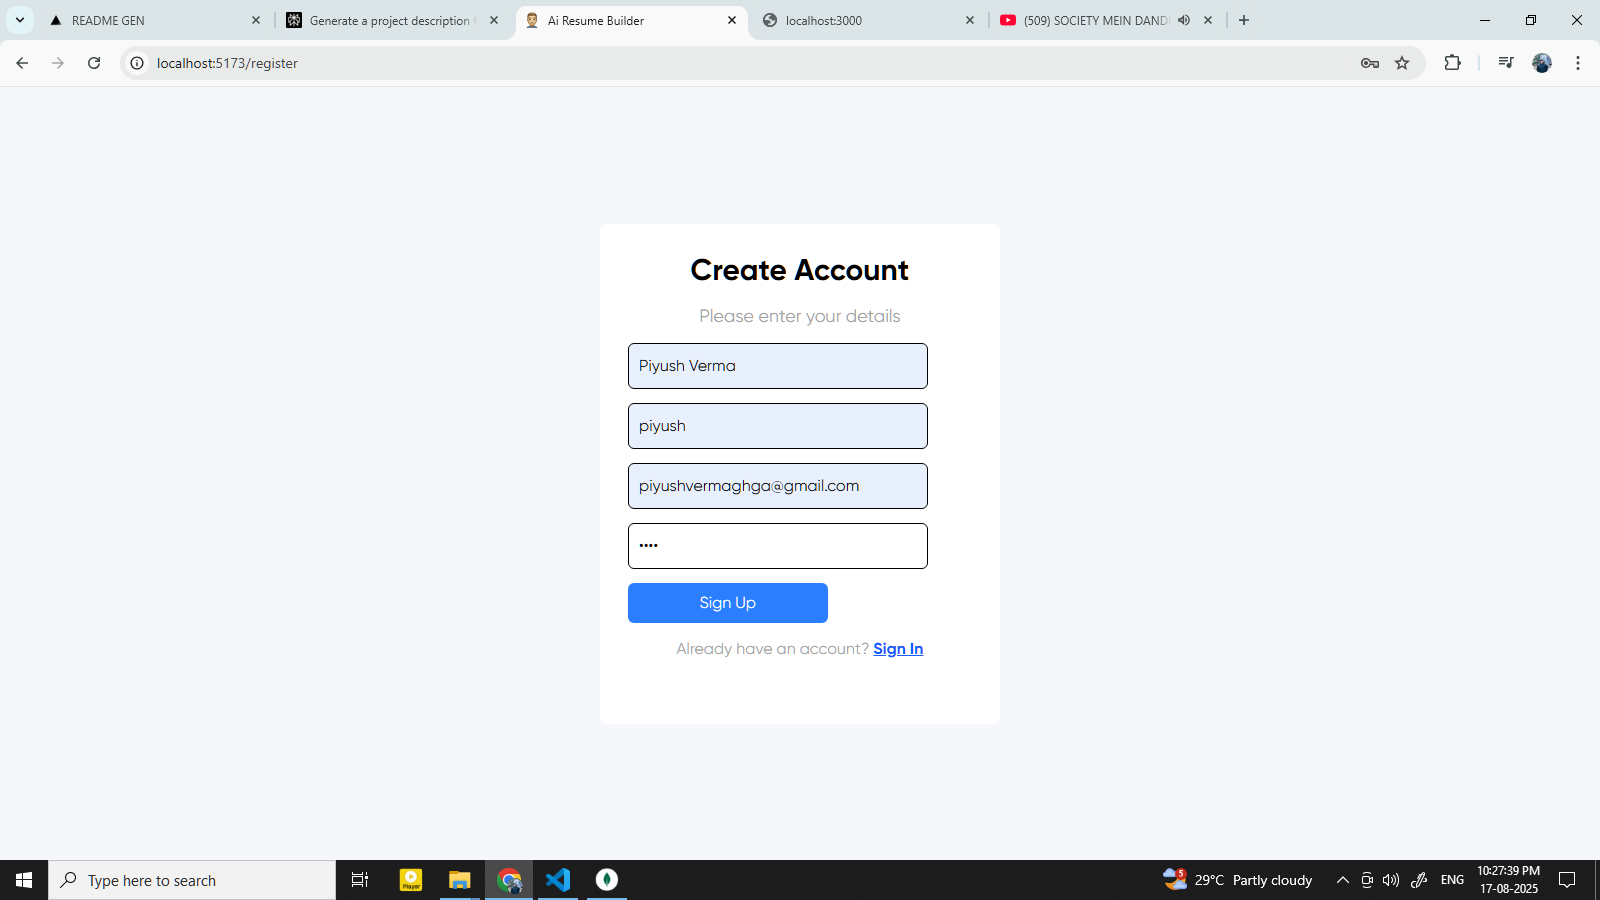 README GEN
Generate a project description f
Ai Resume Builder
localhost:3000
(509) SOCIETY MEIN DAND
localhost:5173/register
Create Account
Please enter your details
Piyush Verma
piyush
piyushvermaghga@gmail.com
••••
Sign Up
Already have an account? Sign In
Type here to search
Player
5
29°C Partly cloudy
ENG
10:27:39 PM
17-08-2025